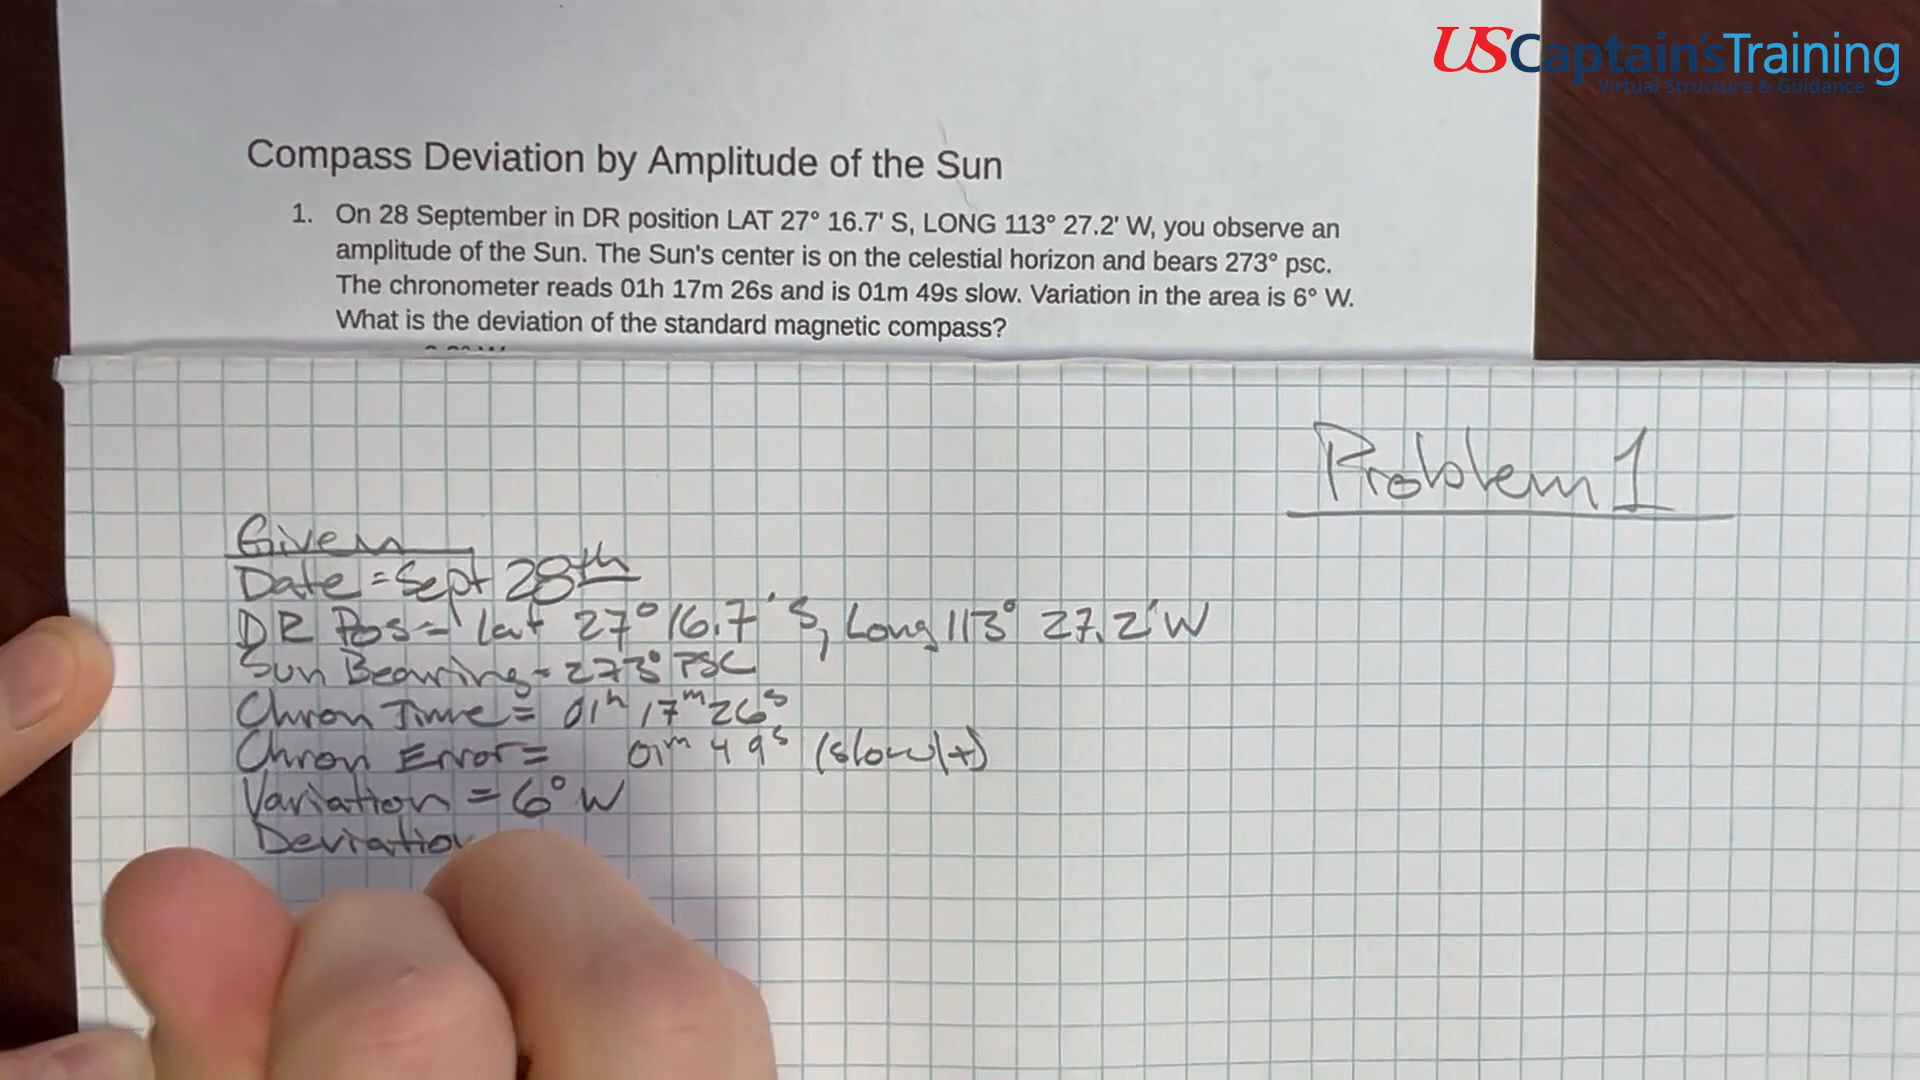 USCaptain'sTraining
Virtual Structure & Guidance
Compass Deviation by Amplitude of the Sun
1. On 28 September in DR position LAT 27° 16.7' S, LONG 113° 27.2' W, you observe an
amplitude of the Sun. The Sun's center is on the celestial horizon and bears 273° psc.
The chronometer reads 01h 17m 26s and is 01m 49s slow. Variation in the area is 6° W.
What is the deviation of the standard magnetic compass?
Problem 1
Given
Date = Sept 28th
DR Pos = Lat 27° 16.7' S, Long 113° 27.2' W
Sun Bearing = 273° PSC
Chron Time = 01h 17m 26s
Chron Error = 01m 49s (slow/+)
Variation = 6° W
Deviation